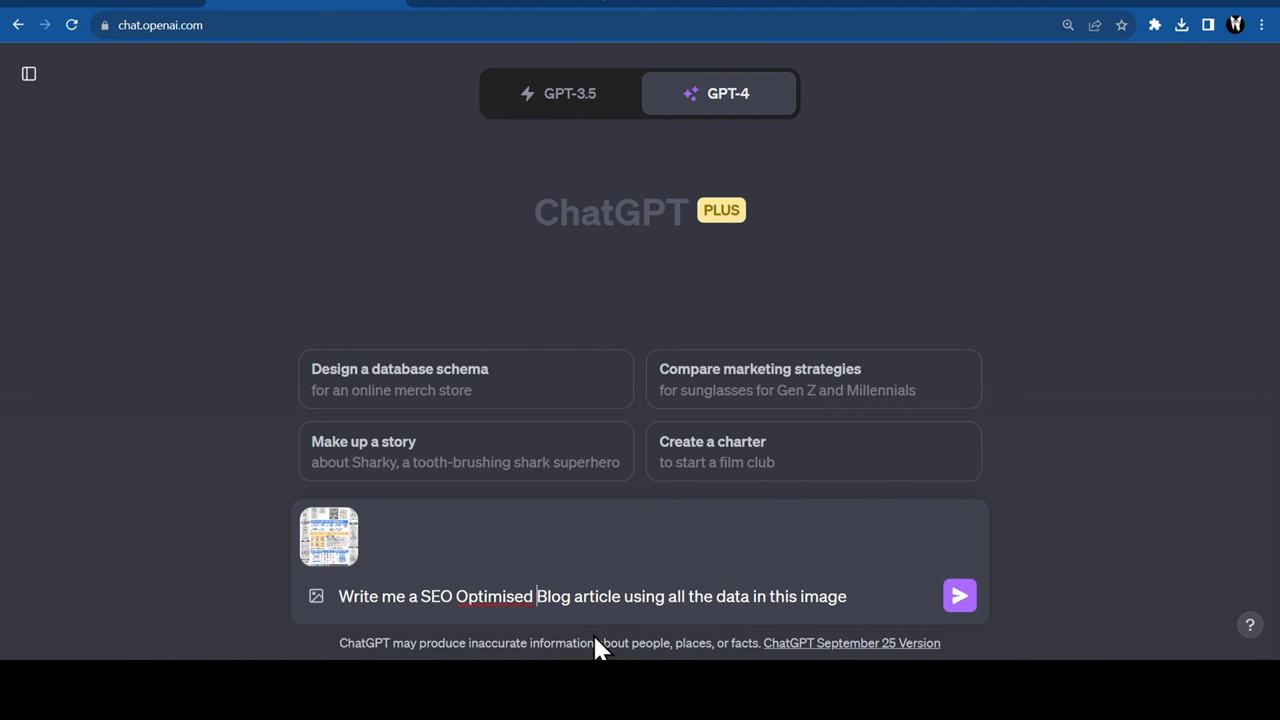 chat.openai.com
GPT-3.5
GPT-4
ChatGPT PLUS
Design a database schema
for an online merch store
Compare marketing strategies
for sunglasses for Gen Z and Millennials
Make up a story
about Sharky, a tooth-brushing shark superhero
Create a charter
to start a film club
Write me a SEO Optimised Blog article using all the data in this image
ChatGPT may produce inaccurate information about people, places, or facts. ChatGPT September 25 Version
?